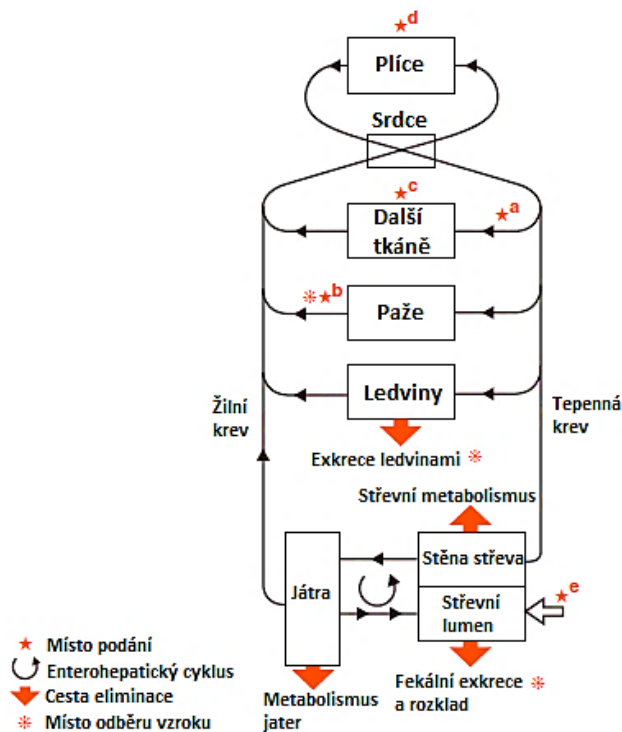 ★d
Plíce
Srdce
★c
Další
tkáně
★a
❊★b
Paže
Ledviny
Žilní
krev
Tepenná
krev
Exkrece ledvinami ❊
Střevní metabolismus
Stěna střeva
Játra
Střevní
lumen
★e
★ Místo podání
Enterohepatický cyklus
Cesta eliminace
❊ Místo odběru vzroku
Metabolismus
jater
Fekální exkrece ❊
a rozklad